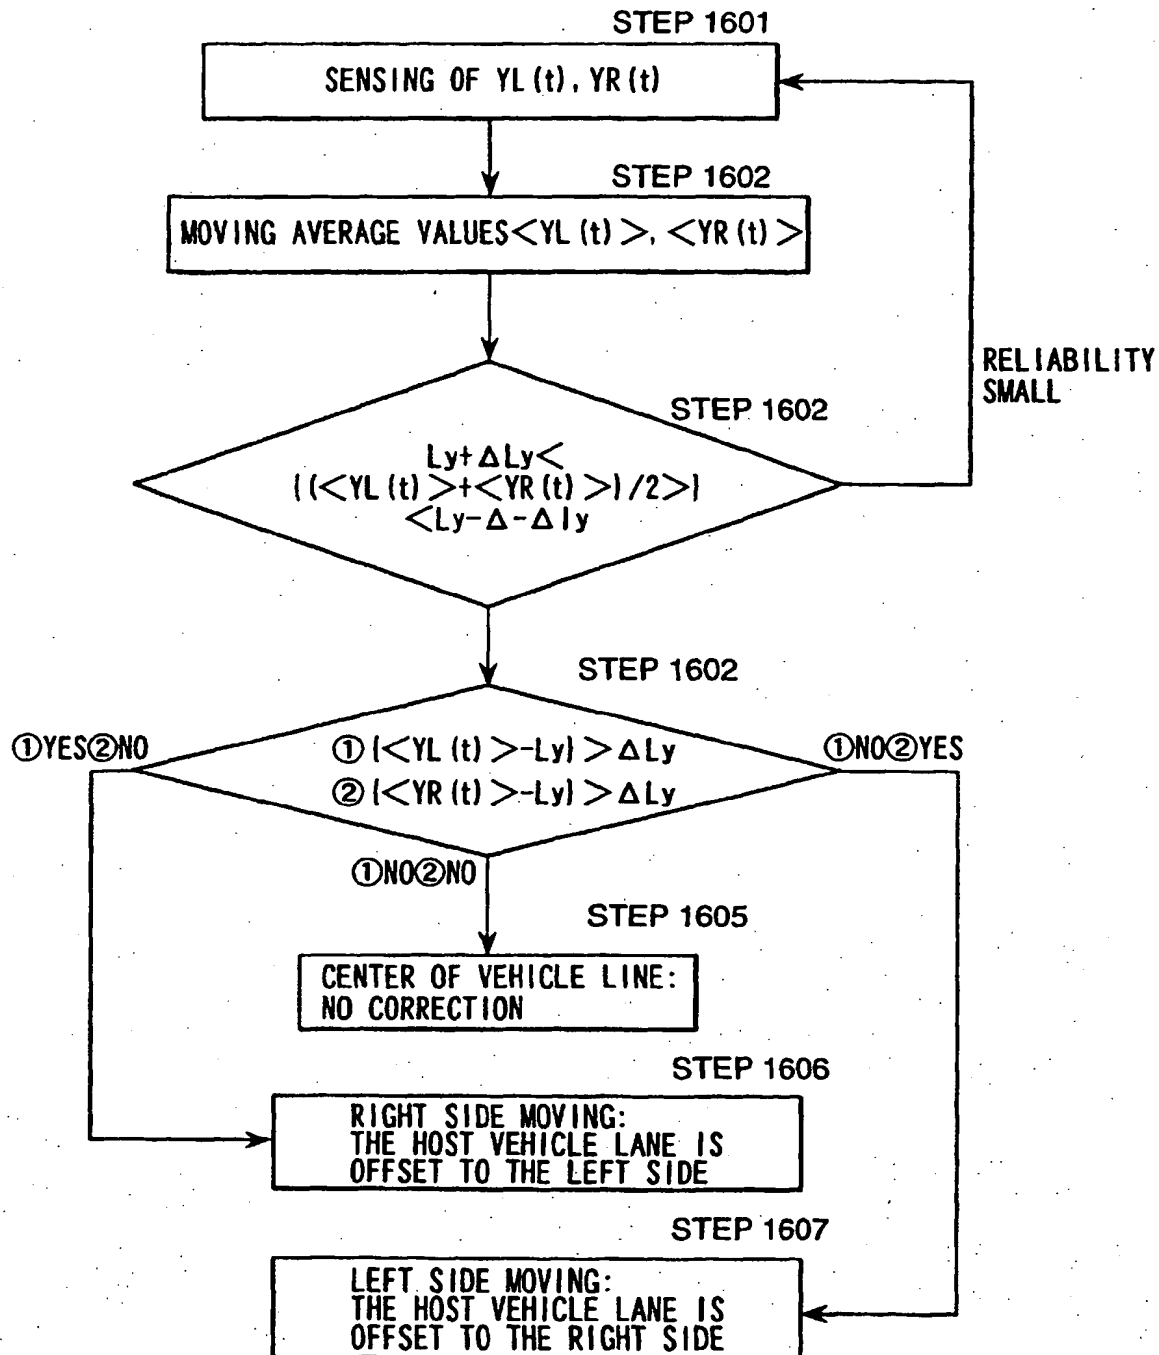 STEP 1601
SENSING OF YL(t), YR(t)
STEP 1602
MOVING AVERAGE VALUES<YL(t)>, <YR(t)>
RELIABILITY
SMALL
STEP 1602
Ly+ΔLy<
{(<YL(t)>+<YR(t)>)/2>}
<Ly-Δ-Δly
STEP 1602
①YES②NO
①{<YL(t)>-Ly}>ΔLy
①NO②YES
②{<YR(t)>-Ly}>ΔLy
①NO②NO
STEP 1605
CENTER OF VEHICLE LINE:
NO CORRECTION
STEP 1606
RIGHT SIDE MOVING:
THE HOST VEHICLE LANE IS
OFFSET TO THE LEFT SIDE
STEP 1607
LEFT SIDE MOVING:
THE HOST VEHICLE LANE IS
OFFSET TO THE RIGHT SIDE